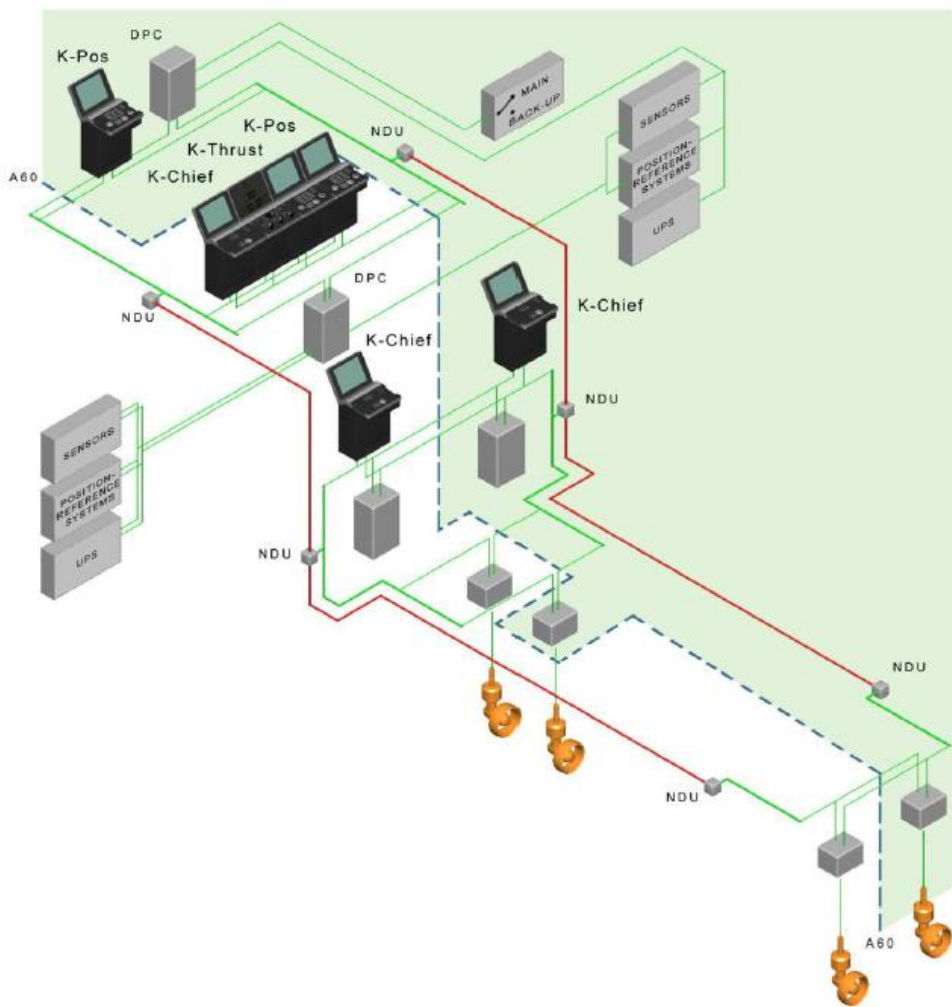 DPC
K-Pos
K-Pos
K-Thrust
K-Chief
A60
NDU
MAIN
BACK-UP
SENSORS
POSITION-
REFERENCE
SYSTEMS
UPS
DPC
NDU
K-Chief
K-Chief
NDU
SENSORS
POSITION-
REFERENCE
SYSTEMS
UPS
NDU
NDU
NDU
A60